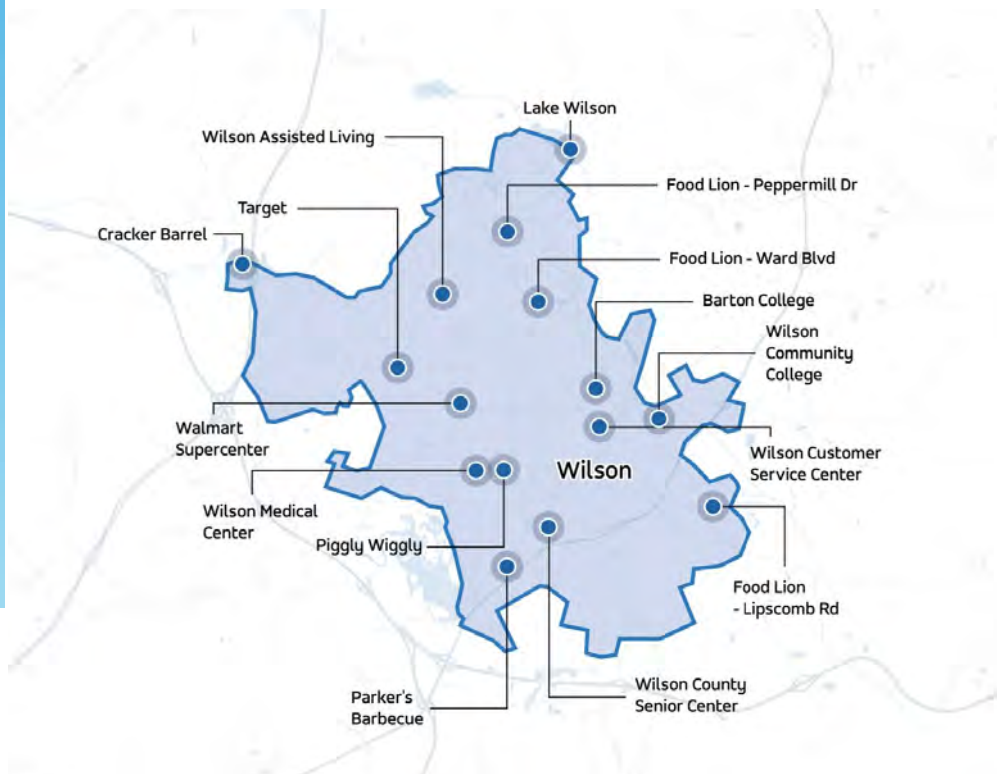 Lake Wilson
Wilson Assisted Living
Food Lion - Peppermill Dr
Target
Cracker Barrel
Food Lion - Ward Blvd
Barton College
Wilson
Community
College
Walmart
Supercenter
Wilson Customer
Service Center
Wilson
Wilson Medical
Center
Piggly Wiggly
Food Lion
- Lipscomb Rd
Wilson County
Senior Center
Parker's
Barbecue